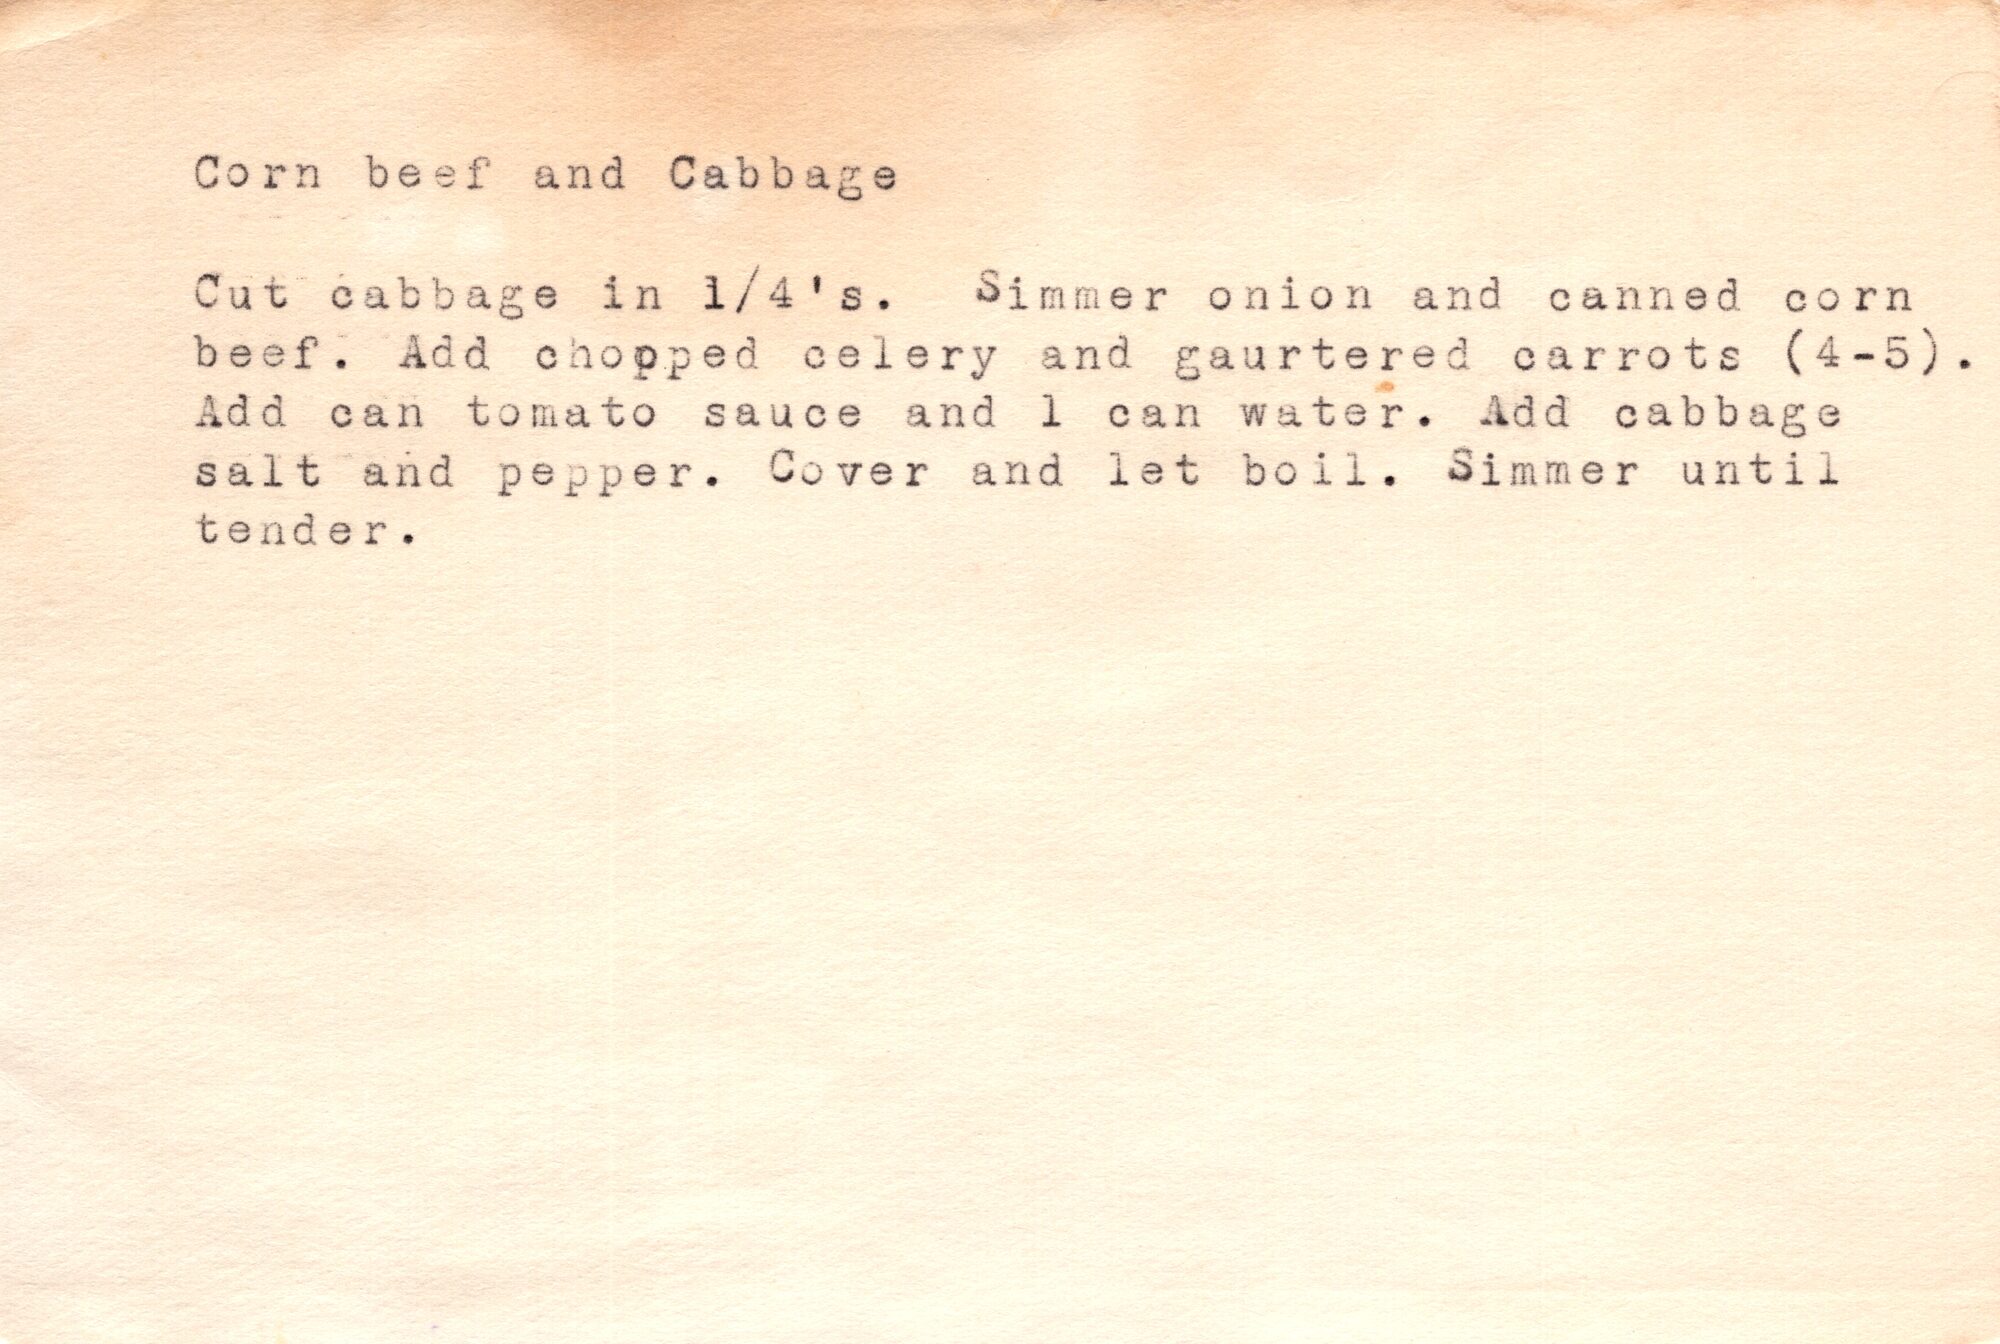 Corn beef and Cabbage
Cut cabbage in 1/4's.  Simmer onion and canned corn
beef. Add chopped celery and gaurtered carrots (4-5).
Add can tomato sauce and 1 can water. Add cabbage
salt and pepper. Cover and let boil. Simmer until
tender.